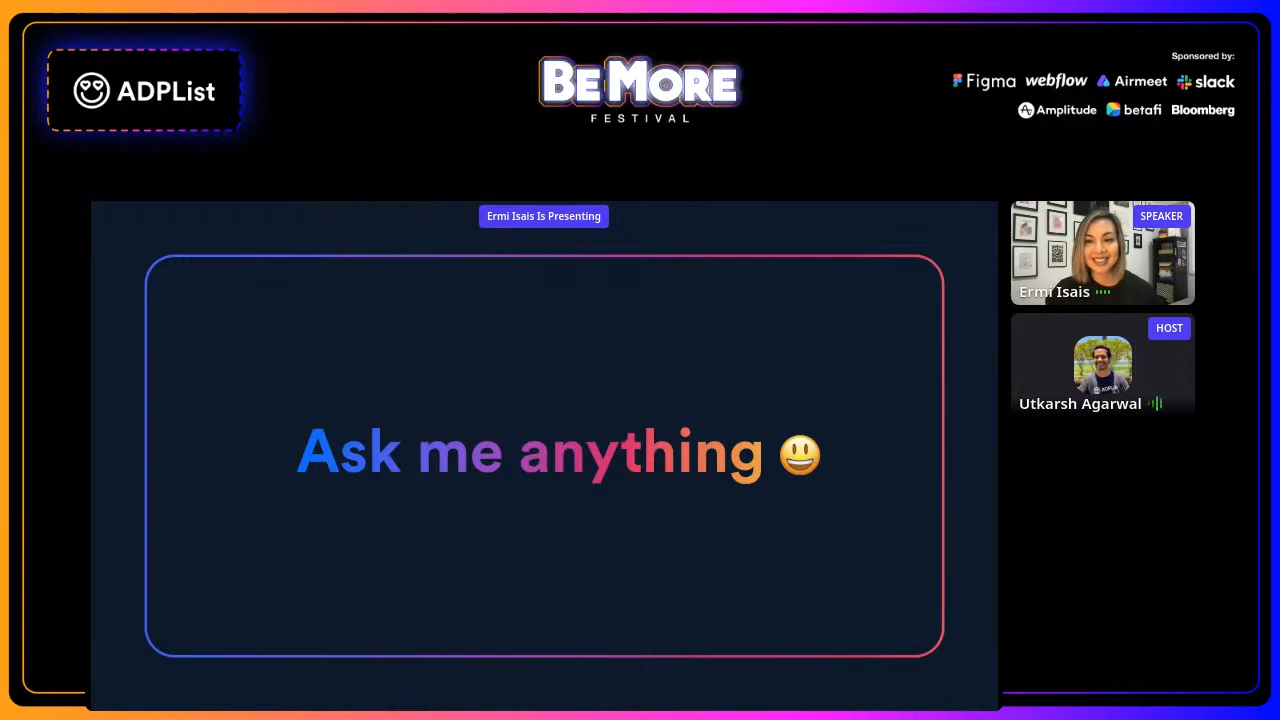 ADPList
BE MORE
FESTIVAL
Sponsored by:
Figma webflow Airmeet slack
Amplitude betafi Bloomberg
Ermi Isais Is Presenting
Ask me anything 😃
SPEAKER
Ermi Isais
HOST
Utkarsh Agarwal